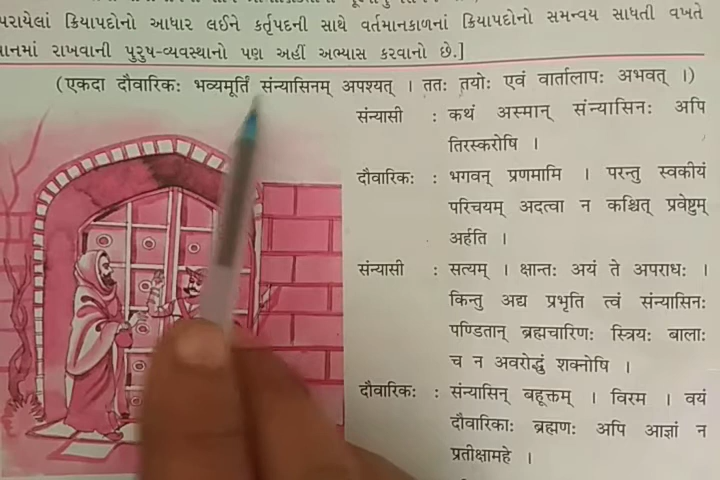 પરાયેલાં ક્રિયાપદોનો આધાર લઈને કર્તૃપદની સાથે વર્તમાનકાળનાં ક્રિયાપદોનો સમન્વય સાધતી વખતે
ાનમાં રાખવાની પુરુષ-વ્યવસ્થાનો પણ અહીં અભ્યાસ કરવાનો છે.]
(एकदा दौवारिकः भव्यमूर्तिं संन्यासिनम् अपश्यत् । ततः तयोः एवं वार्तालापः अभवत् ।)
संन्यासी : कथं अस्मान् संन्यासिनः अपि
तिरस्करोषि ।
दौवारिकः : भगवन् प्रणमामि । परन्तु स्वकीयं
परिचयम् अदत्वा न कश्चित् प्रवेष्टुम्
अर्हति ।
संन्यासी : सत्यम् । क्षान्तः अयं ते अपराधः ।
किन्तु अद्य प्रभृति त्वं संन्यासिनः
पण्डितान् ब्रह्मचारिणः स्त्रियः बालाः
च न अवरोद्धुं शक्नोषि ।
दौवारिकः : संन्यासिन् बहूक्तम् । विरम । वयं
दौवारिकाः ब्रह्मणः अपि आज्ञां न
प्रतीक्षामहे ।